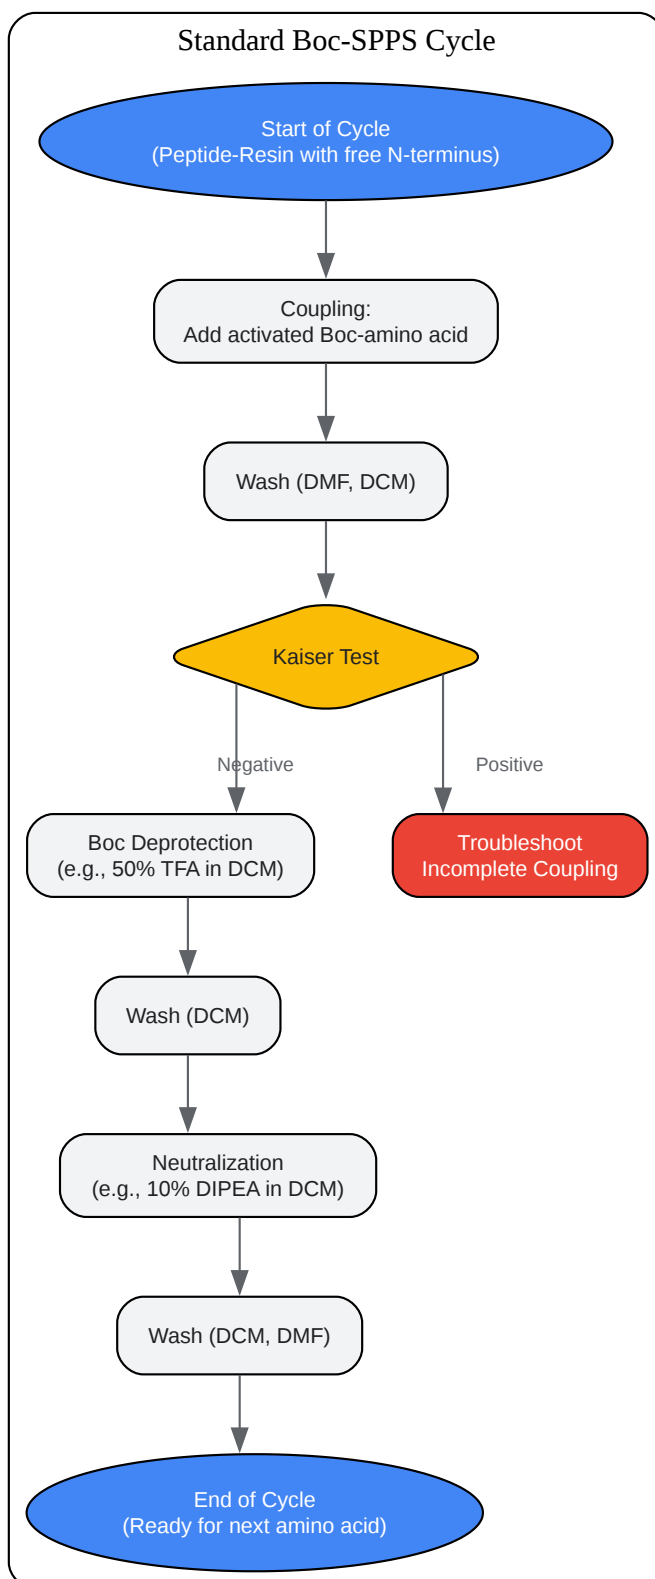 Standard Boc-SPPS Cycle
Start of Cycle
(Peptide-Resin with free N-terminus)
Coupling:
Add activated Boc-amino acid
Wash (DMF, DCM)
Kaiser Test
Negative
Positive
Boc Deprotection
(e.g., 50% TFA in DCM)
Troubleshoot
Incomplete Coupling
Wash (DCM)
Neutralization
(e.g., 10% DIPEA in DCM)
Wash (DCM, DMF)
End of Cycle
(Ready for next amino acid)